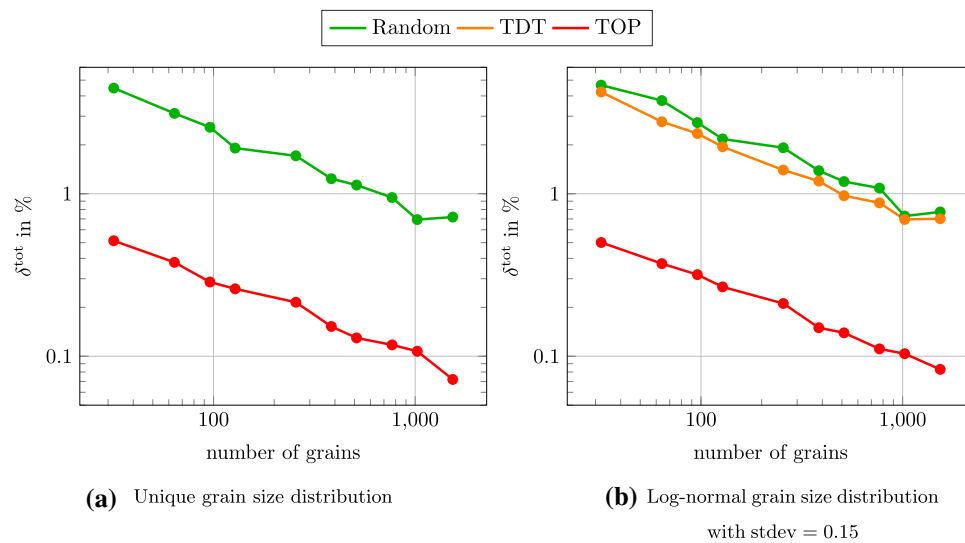 Random TDT TOP
1
0.1
100
1,000
δ^tot in %
number of grains
(a) Unique grain size distribution
1
0.1
100
1,000
δ^tot in %
number of grains
(b) Log-normal grain size distribution
with stdev = 0.15